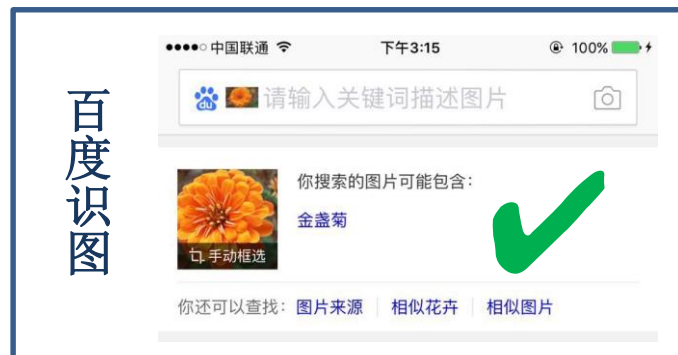 百度识图
中国联通 下午3:15 100%
du 请输入关键词描述图片
你搜索的图片可能包含：
金盏菊
手动框选
你还可以查找： 图片来源 相似花卉 相似图片